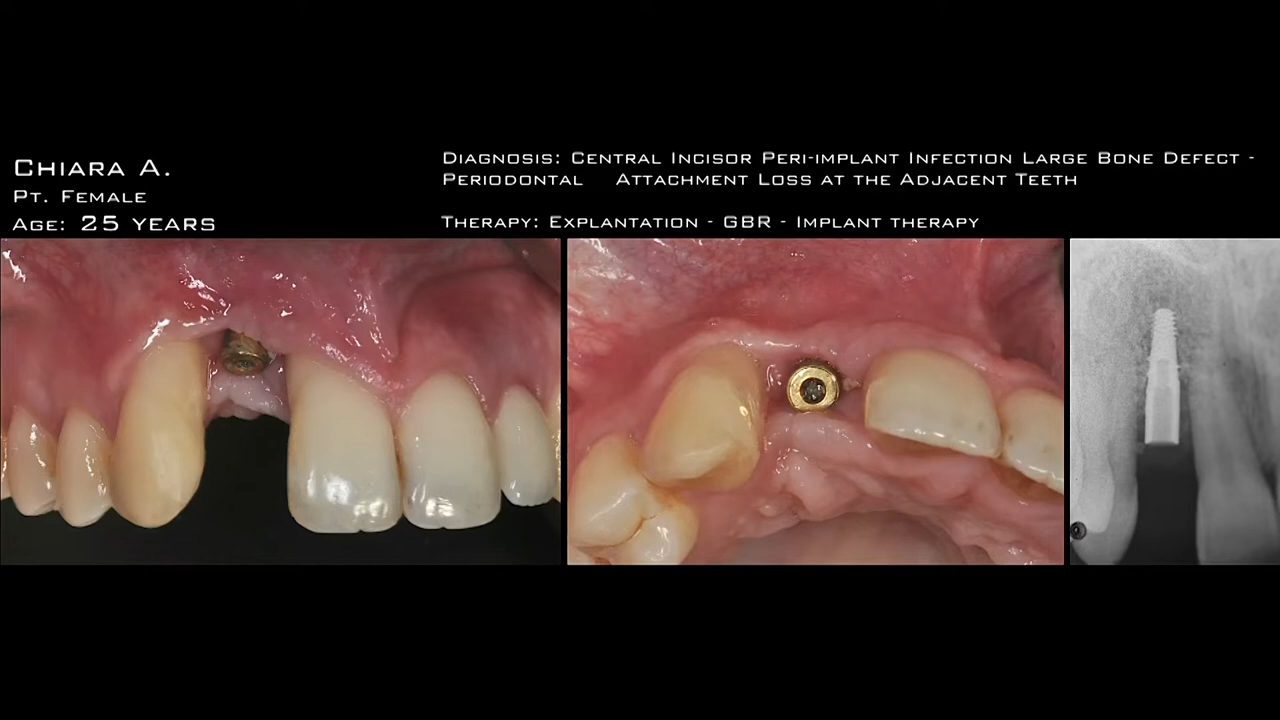 Chiara A.
Pt. Female
Age: 25 years
Diagnosis: Central Incisor Peri-implant Infection Large Bone Defect -
Periodontal Attachment Loss at the Adjacent Teeth
Therapy: Explantation - GBR - Implant therapy